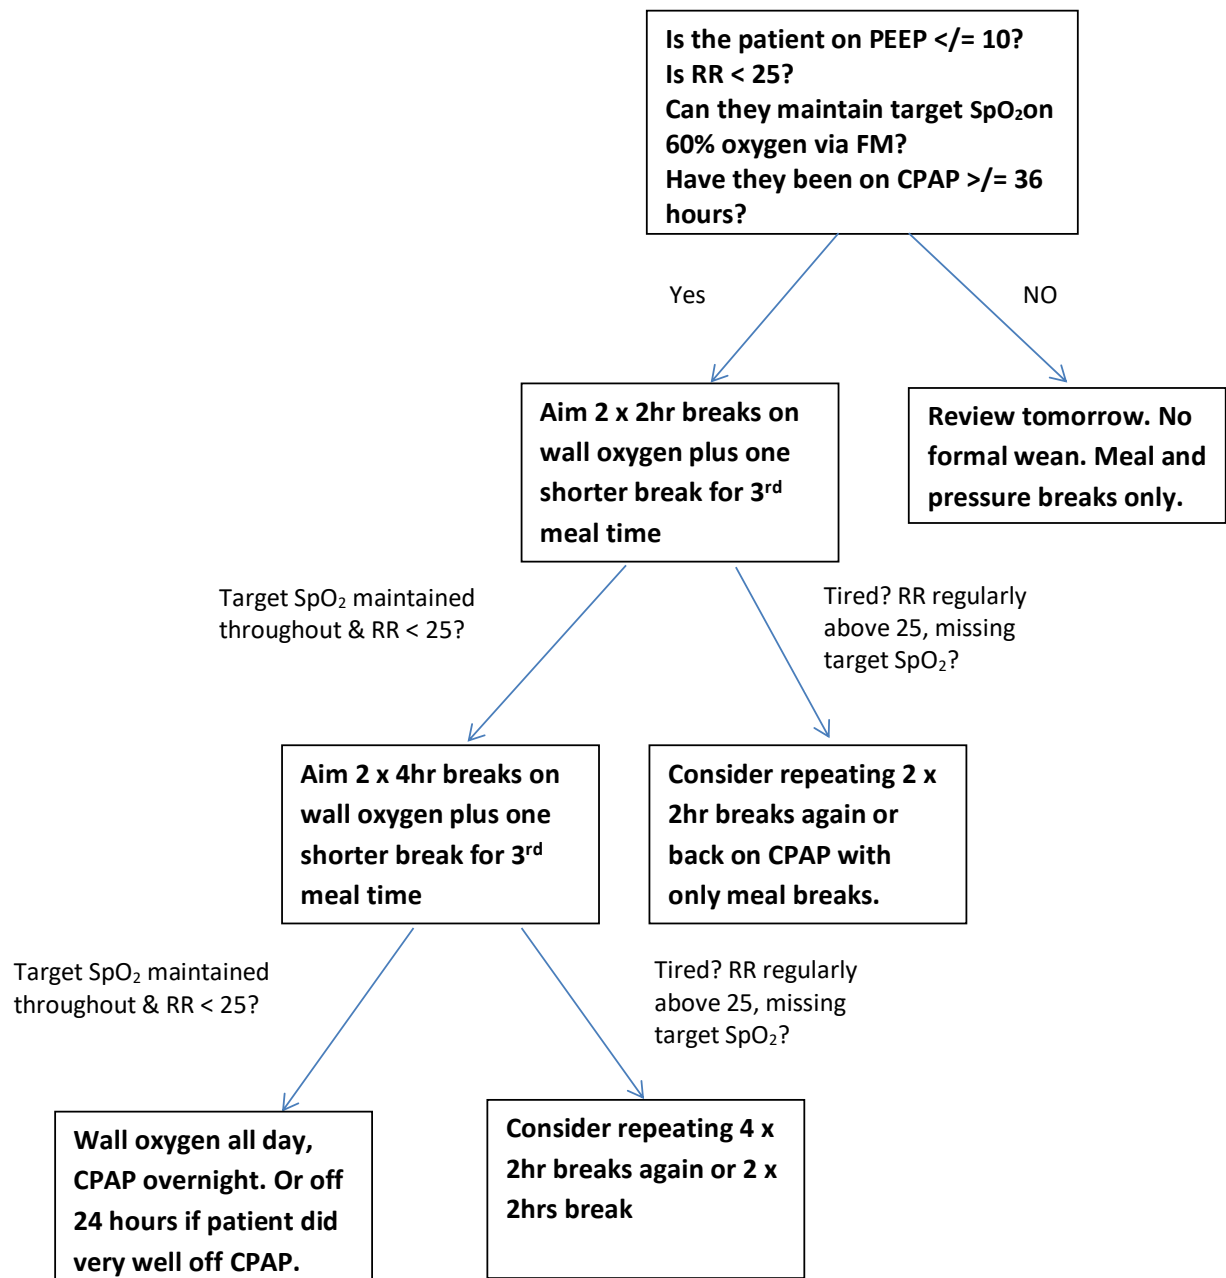 Is the patient on PEEP </= 10?
Is RR < 25?
Can they maintain target SpO₂on
60% oxygen via FM?
Have they been on CPAP >/= 36
hours?
Yes
NO
Aim 2 x 2hr breaks on
wall oxygen plus one
shorter break for 3rd
meal time
Review tomorrow. No
formal wean. Meal and
pressure breaks only.
Target SpO₂ maintained
throughout & RR < 25?
Tired? RR regularly
above 25, missing
target SpO₂?
Aim 2 x 4hr breaks on
wall oxygen plus one
shorter break for 3rd
meal time
Consider repeating 2 x
2hr breaks again or
back on CPAP with
only meal breaks.
Target SpO₂ maintained
throughout & RR < 25?
Tired? RR regularly
above 25, missing
target SpO₂?
Wall oxygen all day,
CPAP overnight. Or off
24 hours if patient did
very well off CPAP.
Consider repeating 4 x
2hr breaks again or 2 x
2hrs break